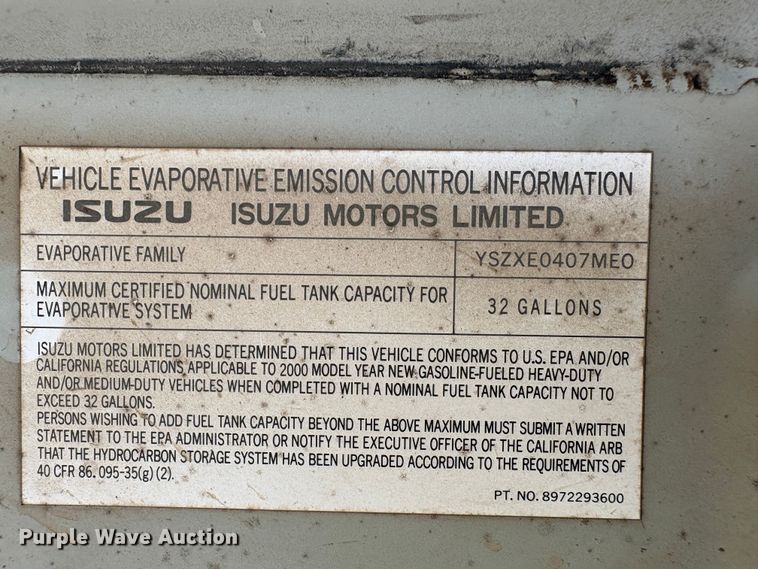 VEHICLE EVAPORATIVE EMISSION CONTROL INFORMATION
ISUZU ISUZU MOTORS LIMITED
EVAPORATIVE FAMILY YSZXE0407MEO
MAXIMUM CERTIFIED NOMINAL FUEL TANK CAPACITY FOR
EVAPORATIVE SYSTEM 32 GALLONS
ISUZU MOTORS LIMITED HAS DETERMINED THAT THIS VEHICLE CONFORMS TO U.S. EPA AND/OR
CALIFORNIA REGULATIONS, APPLICABLE TO 2000 MODEL YEAR NEW GASOLINE-FUELED HEAVY-DUTY
AND/OR MEDIUM-DUTY VEHICLES WHEN COMPLETED WITH A NOMINAL FUEL TANK CAPACITY NOT TO
EXCEED 32 GALLONS.
PERSONS WISHING TO ADD FUEL TANK CAPACITY BEYOND THE ABOVE MAXIMUM MUST SUBMIT A WRITTEN
STATEMENT TO THE EPA ADMINISTRATOR OR NOTIFY THE EXECUTIVE OFFICER OF THE CALIFORNIA ARB
THAT THE HYDROCARBON STORAGE SYSTEM HAS BEEN UPGRADED ACCORDING TO THE REQUIREMENTS OF
40 CFR 86. 095-35(g) (2).
PT. NO. 8972293600
Purple Wave Auction